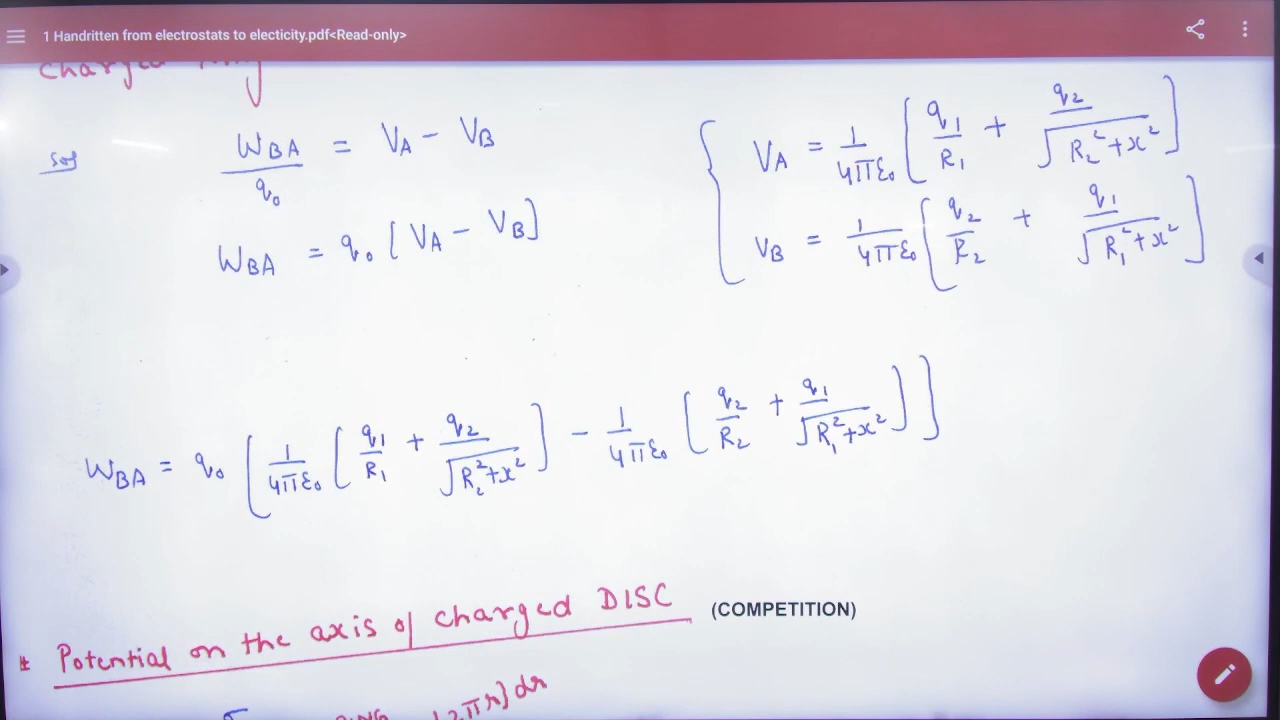 1 Handritten from electrostats to electicity.pdf<Read-only>
charged
Sol
W_BA / q₀ = V_A − V_B
W_BA = q₀ [V_A − V_B]
V_A = 1/4πε₀ [q₁/R₁ + q₂/√(R₂² + x²)]
V_B = 1/4πε₀ [q₂/R₂ + q₁/√(R₁² + x²)]
W_BA = q₀ [1/4πε₀ [q₁/R₁ + q₂/√(R₂² + x²)] − 1/4πε₀ [q₂/R₂ + q₁/√(R₁² + x²)]]
* Potential on the axis of charged DISC (COMPETITION)
2πr}dr